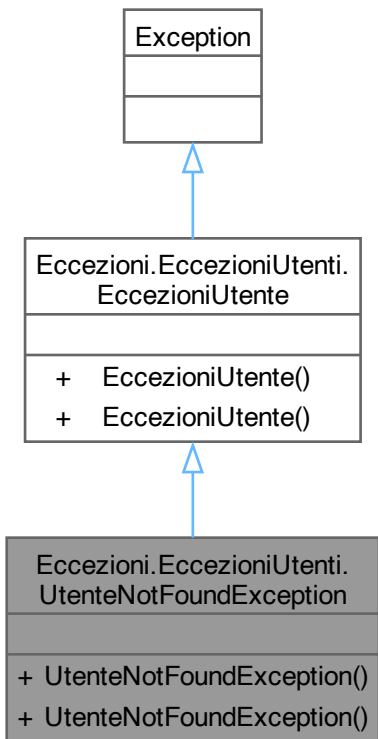 Exception
Eccezioni.EccezioniUtenti.
EccezioniUtente
+ EccezioniUtente()
+ EccezioniUtente()
Eccezioni.EccezioniUtenti.
UtenteNotFoundException
+ UtenteNotFoundException()
+ UtenteNotFoundException()